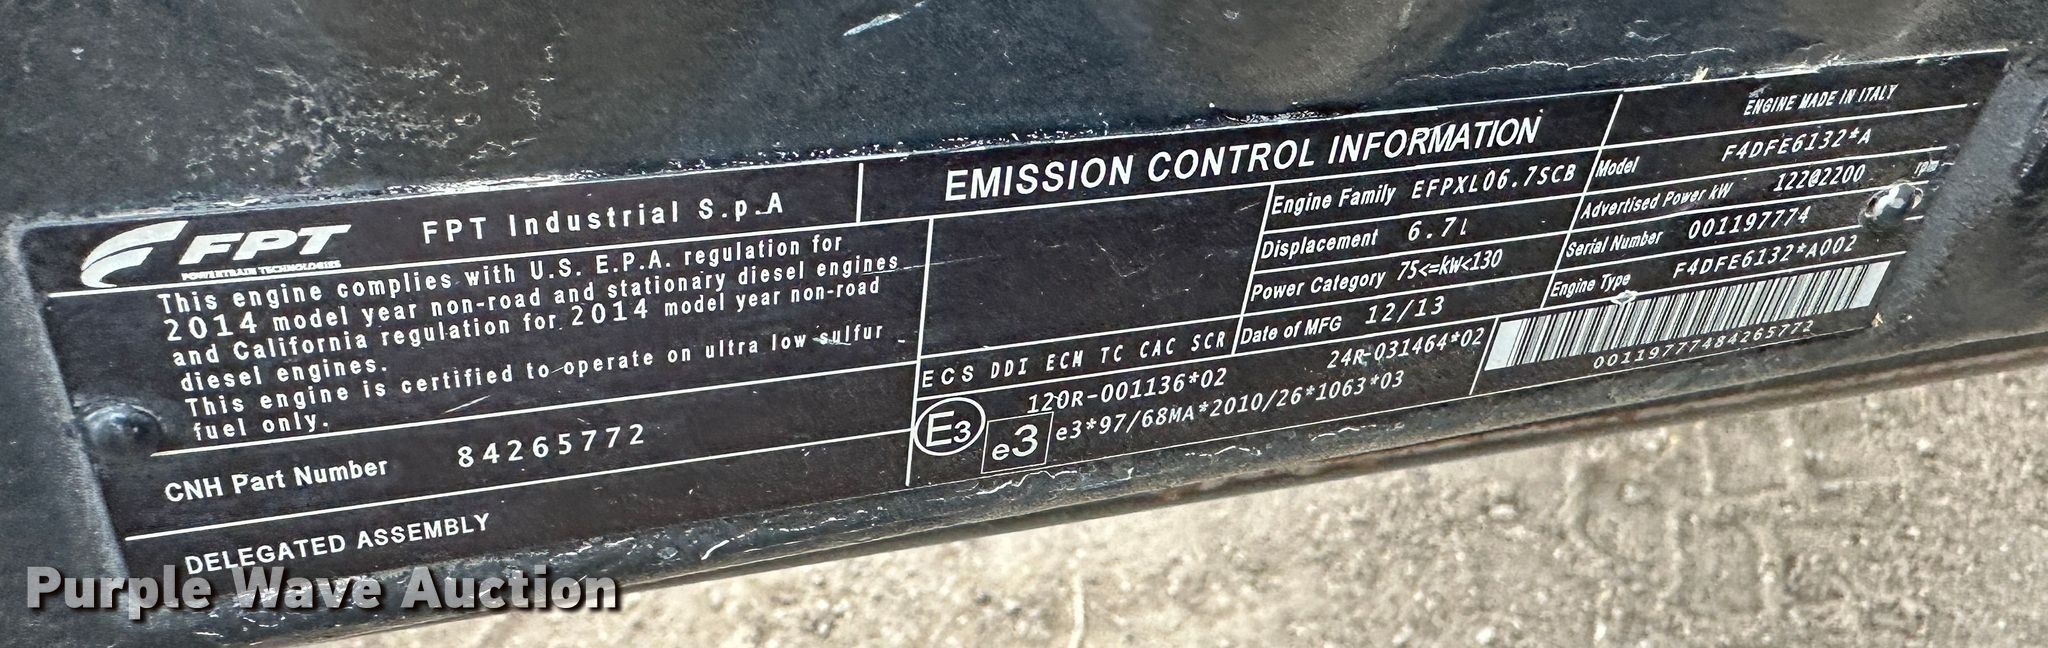 FPT
POWERTRAIN TECHNOLOGIES
FPT Industrial S.p.A
This engine complies with U.S. E.P.A. regulation for
2014 model year non-road and stationary diesel engines
and California regulation for 2014 model year non-road
diesel engines.
This engine is certified to operate on ultra low sulfur
fuel only.
CNH Part Number 84265772
DELEGATED ASSEMBLY
EMISSION CONTROL INFORMATION
ENGINE MADE IN ITALY
Engine Family EFPXL06.7SCB
Model F4DFE6132*A
Displacement 6.7l
Advertised Power kW 122@2200 rpm
Power Category 75<=kW<130
Serial Number 001197774
ECS DDI ECM TC CAC SCR
Date of MFG 12/13
Engine Type F4DFE6132*A002
E3
120R-001136*02
24R-031464*02
e3
e3*97/68MA*2010/26*1063*03
00119777484265772
Purple Wave Auction